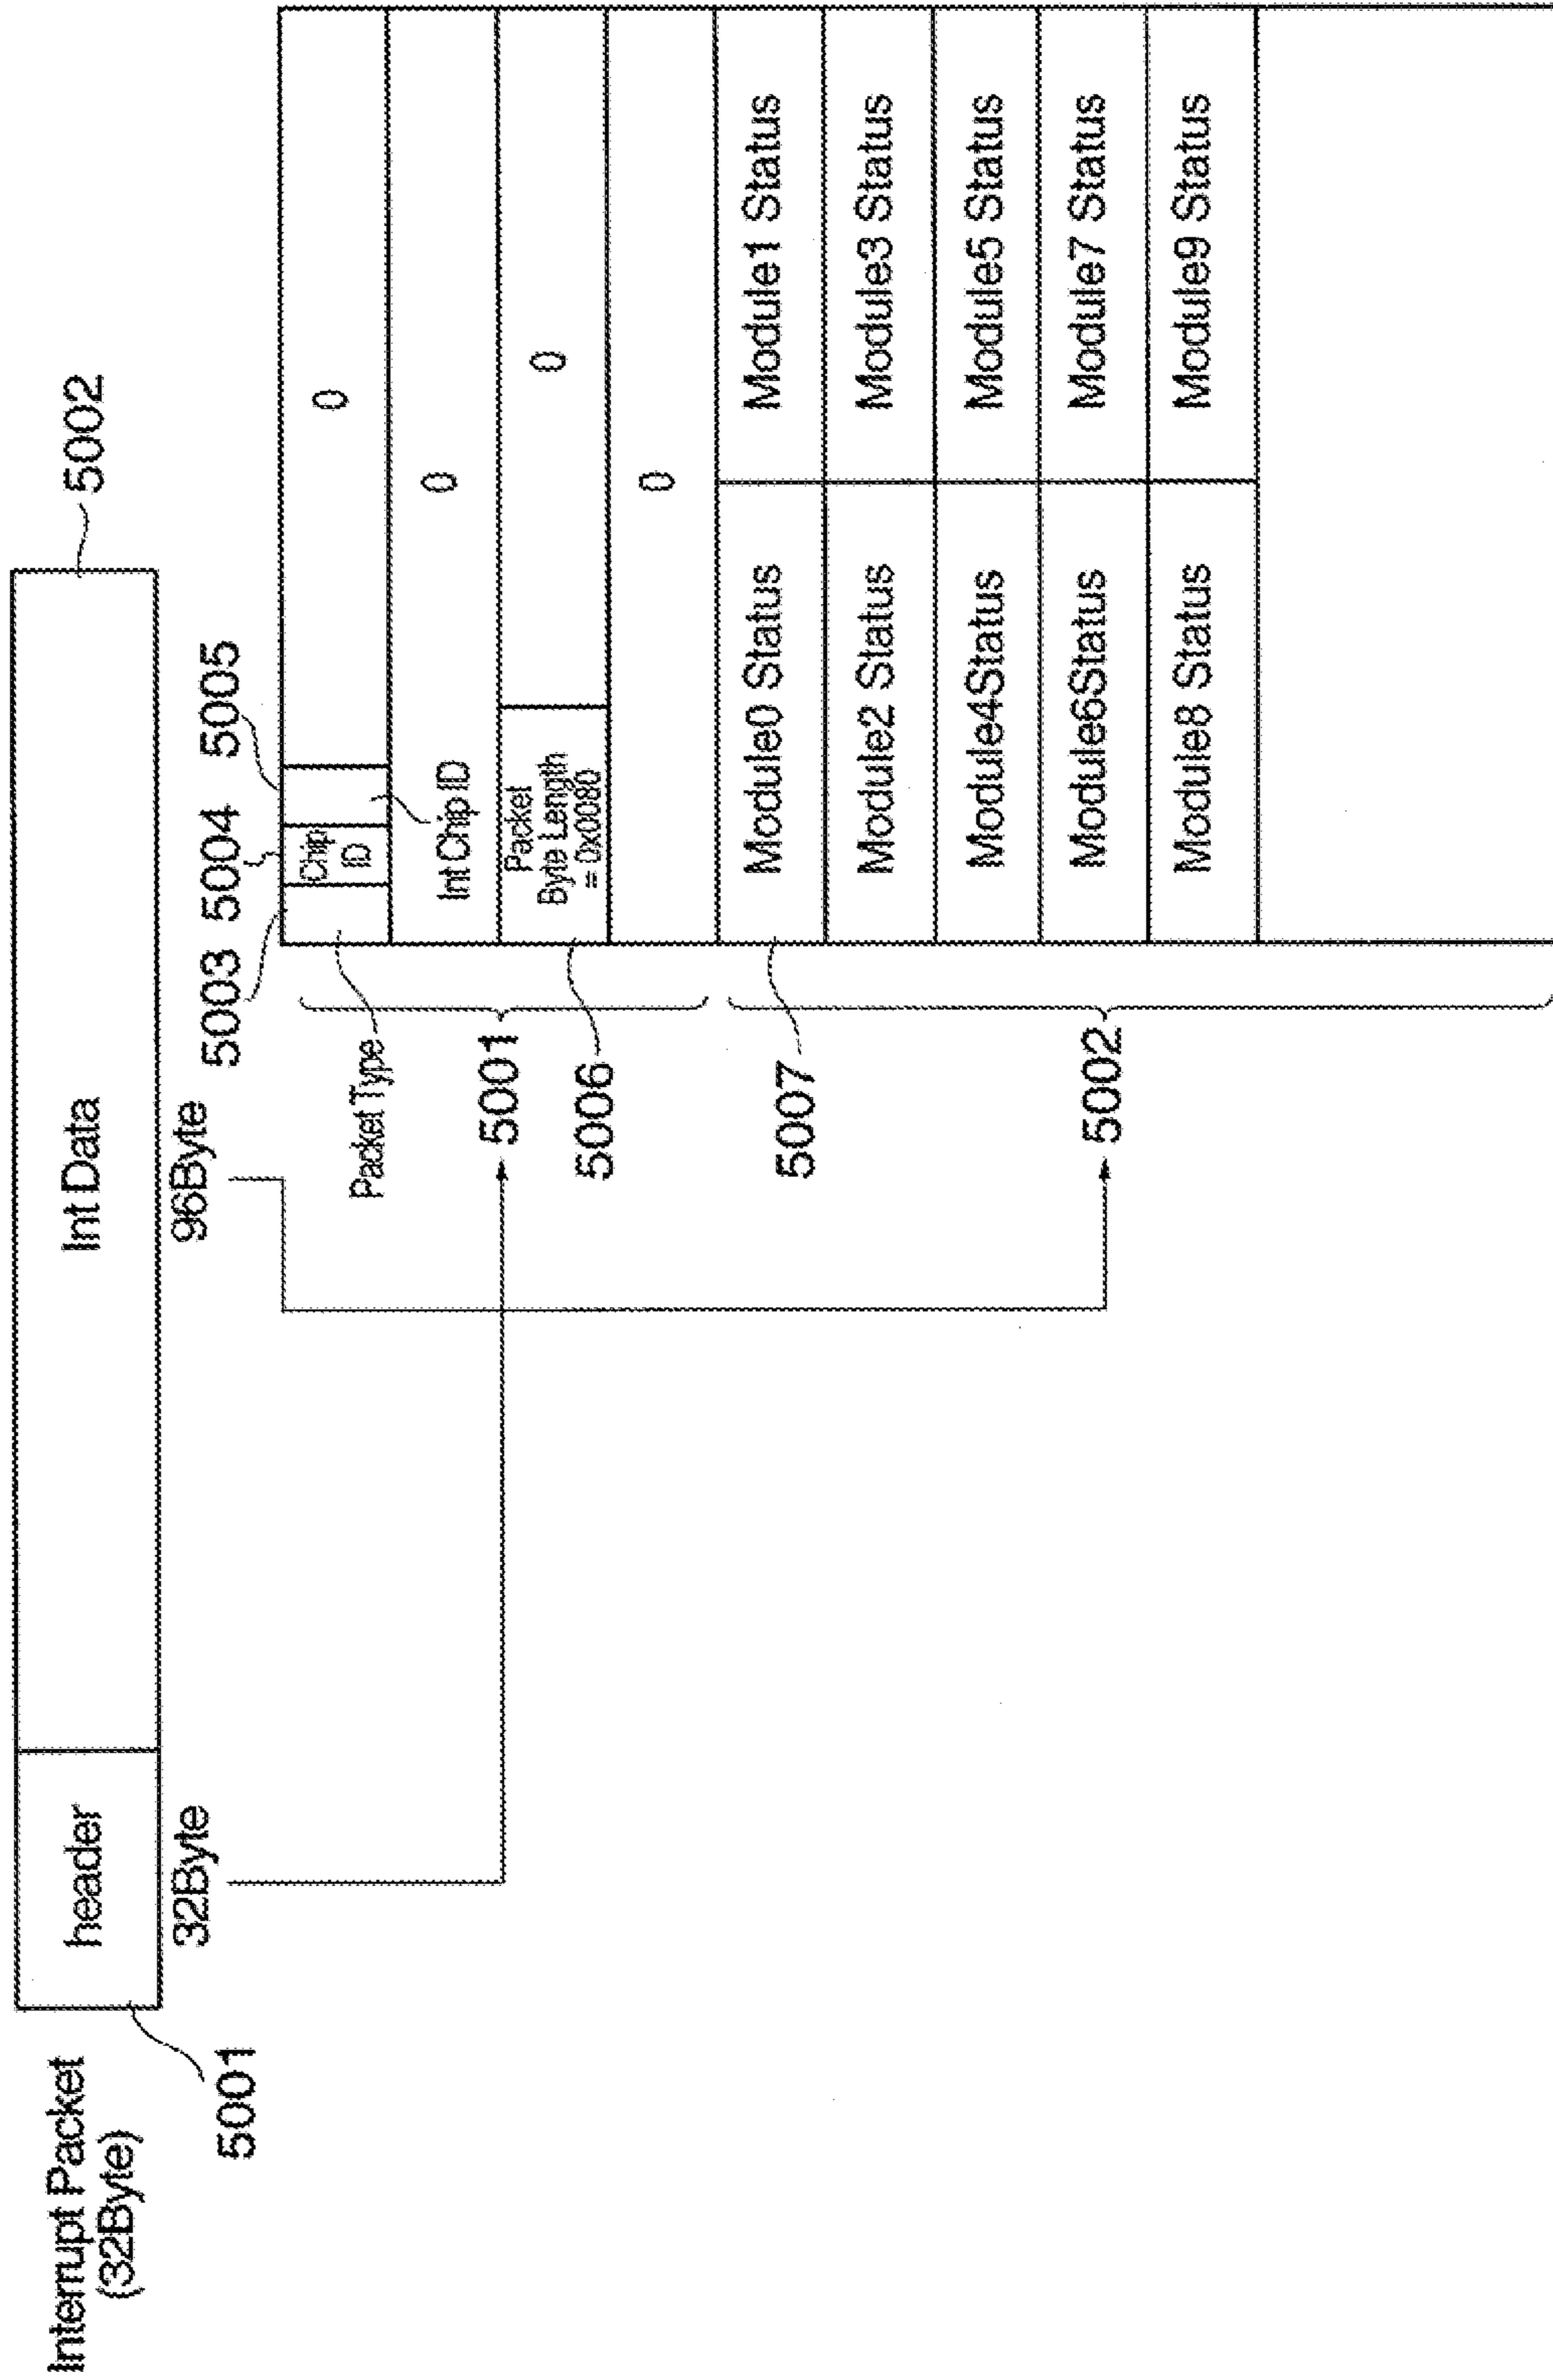 Interrupt Packet
(32Byte)
header
Int Data
5002
32Byte
96Byte
5001
5003
5004
5005
Packet Type
Chip
ID
0
Int Chip ID
0
5001
5006
Packet
Byte Length
= 0x0080
0
0
5007
Module0 Status
Module1 Status
Module2 Status
Module3 Status
5002
Module4Status
Module5 Status
Module6Status
Module7 Status
Module8 Status
Module9 Status